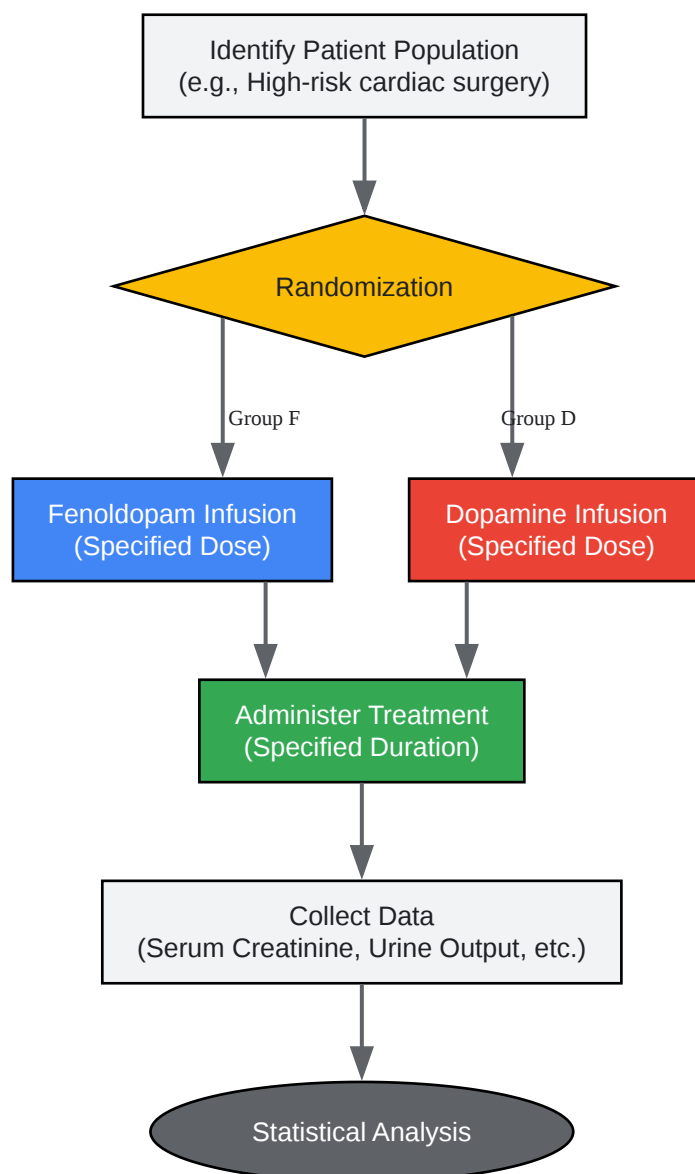 Identify Patient Population
(e.g., High-risk cardiac surgery)
Randomization
Group F
Group D
Fenoldopam Infusion
(Specified Dose)
Dopamine Infusion
(Specified Dose)
Administer Treatment
(Specified Duration)
Collect Data
(Serum Creatinine, Urine Output, etc.)
Statistical Analysis